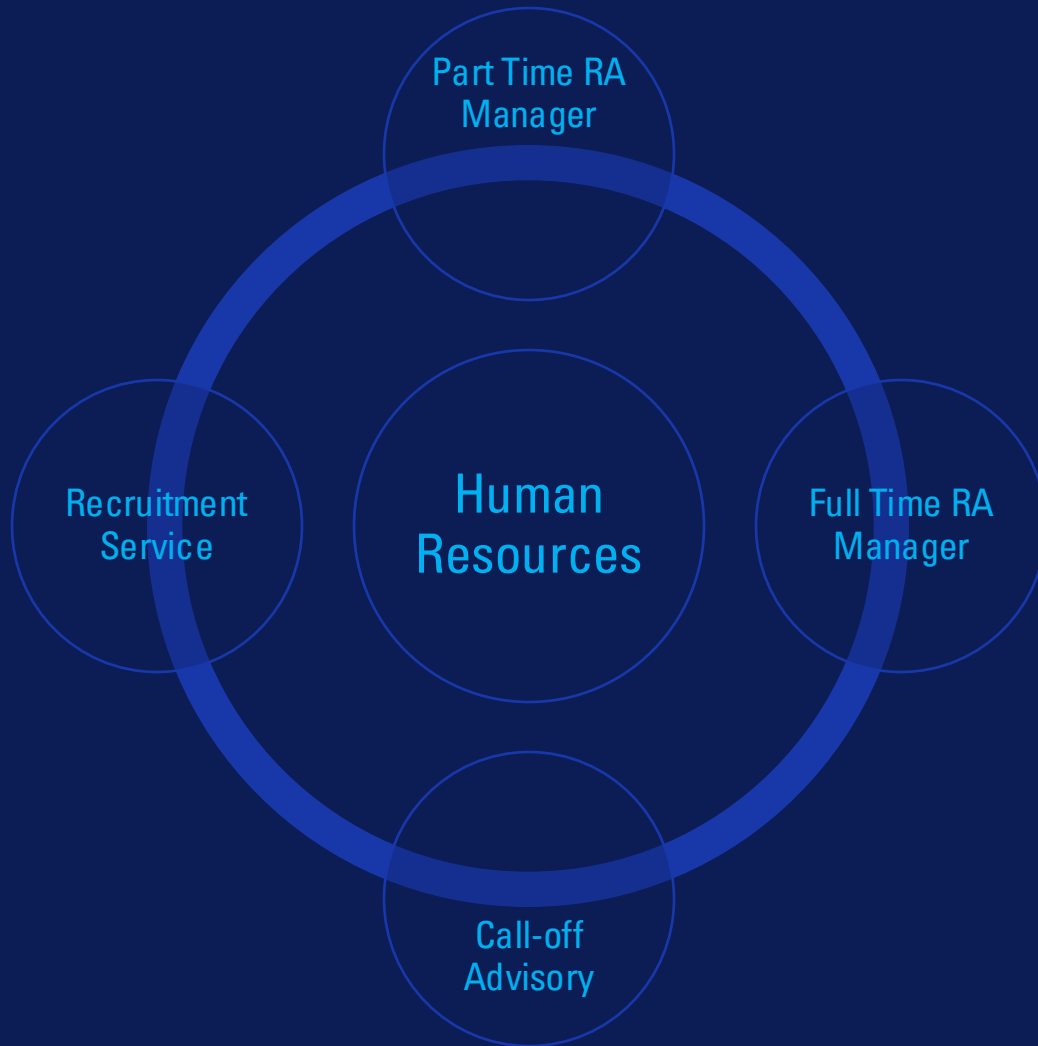 Part Time RA
Manager
Recruitment
Service
Human
Resources
Full Time RA
Manager
Call-off
Advisory